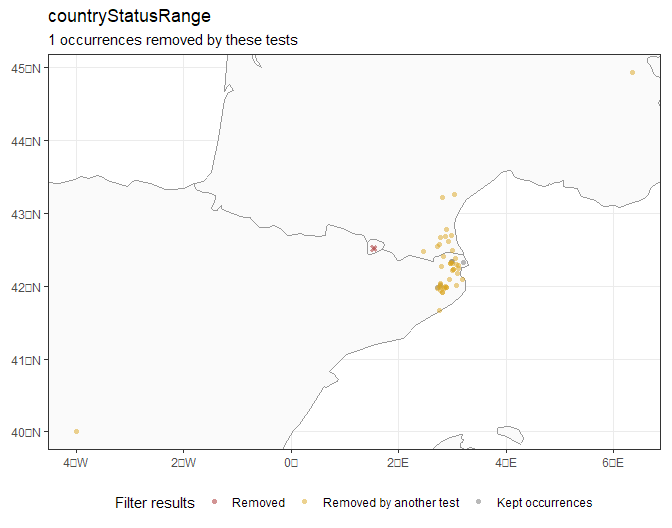 countryStatusRange
1 occurrences removed by these tests
45□N
44□N
43□N
42□N
41□N
40□N
4□W
2□W
0□
2□E
4□E
6□E
Filter results
Removed
Removed by another test
Kept occurrences